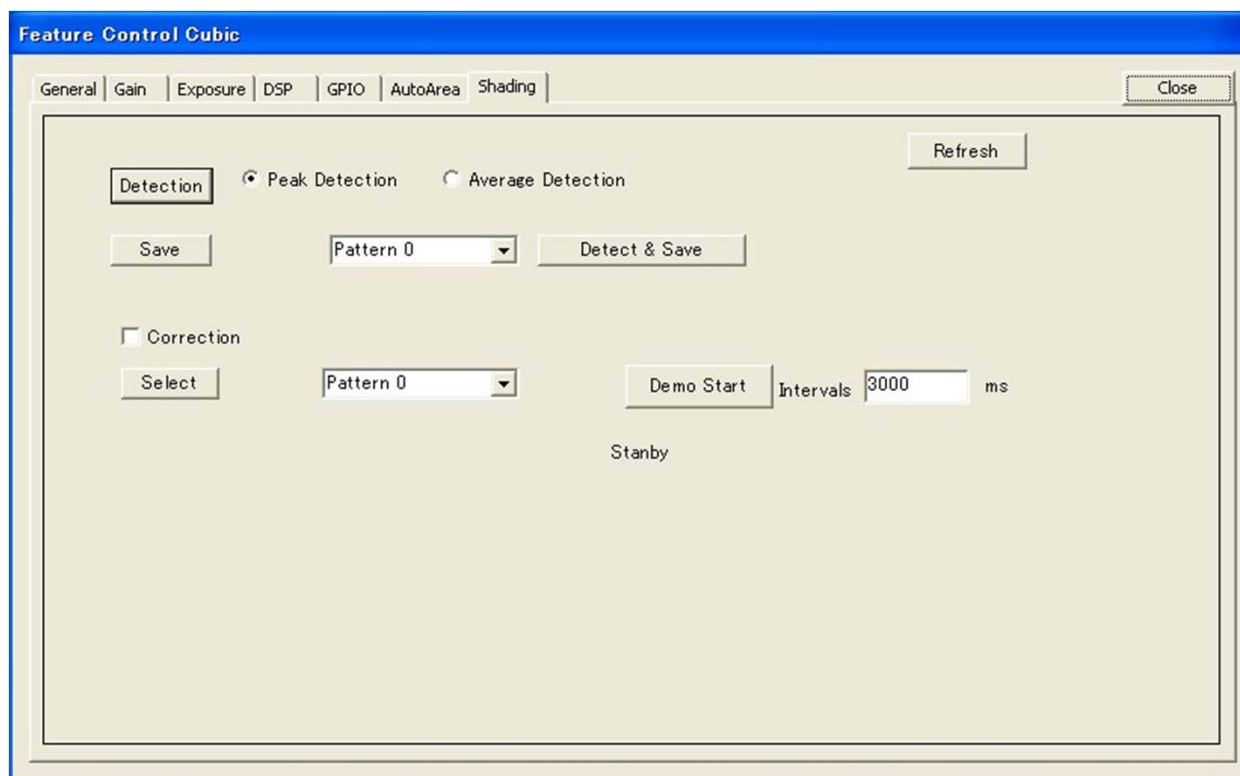 Feature Control Cubic
General Gain Exposure DSP GPIO AutoArea Shading Close
Refresh
Detection Peak Detection Average Detection
Save Pattern 0 Detect & Save
Correction
Select Pattern 0 Demo Start Intervals 3000 ms
Stanby